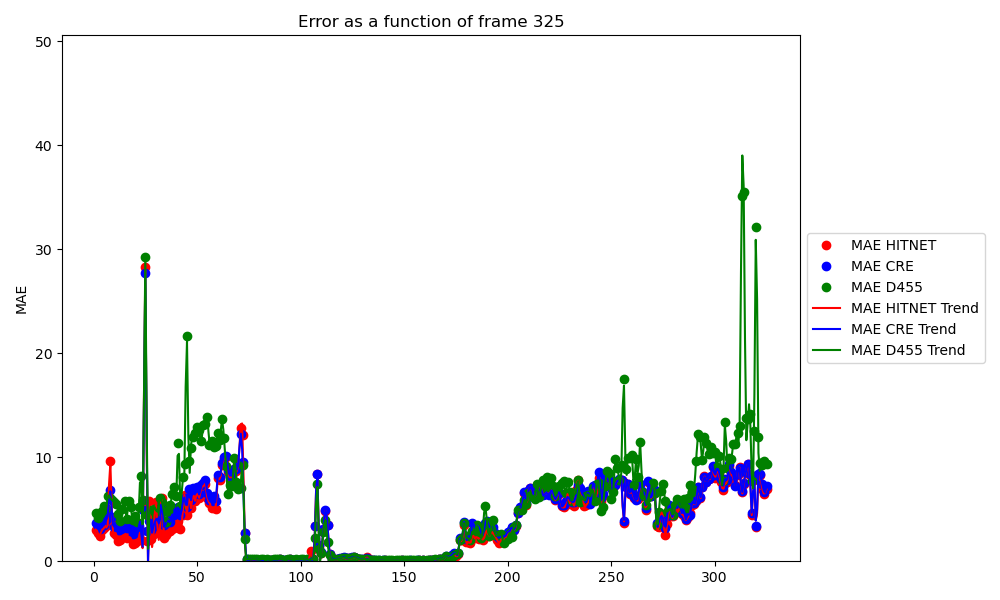 Error as a function of frame 325
MAE
50
40
30
20
10
0
0 50 100 150 200 250 300
MAE HITNET
MAE CRE
MAE D455
MAE HITNET Trend
MAE CRE Trend
MAE D455 Trend